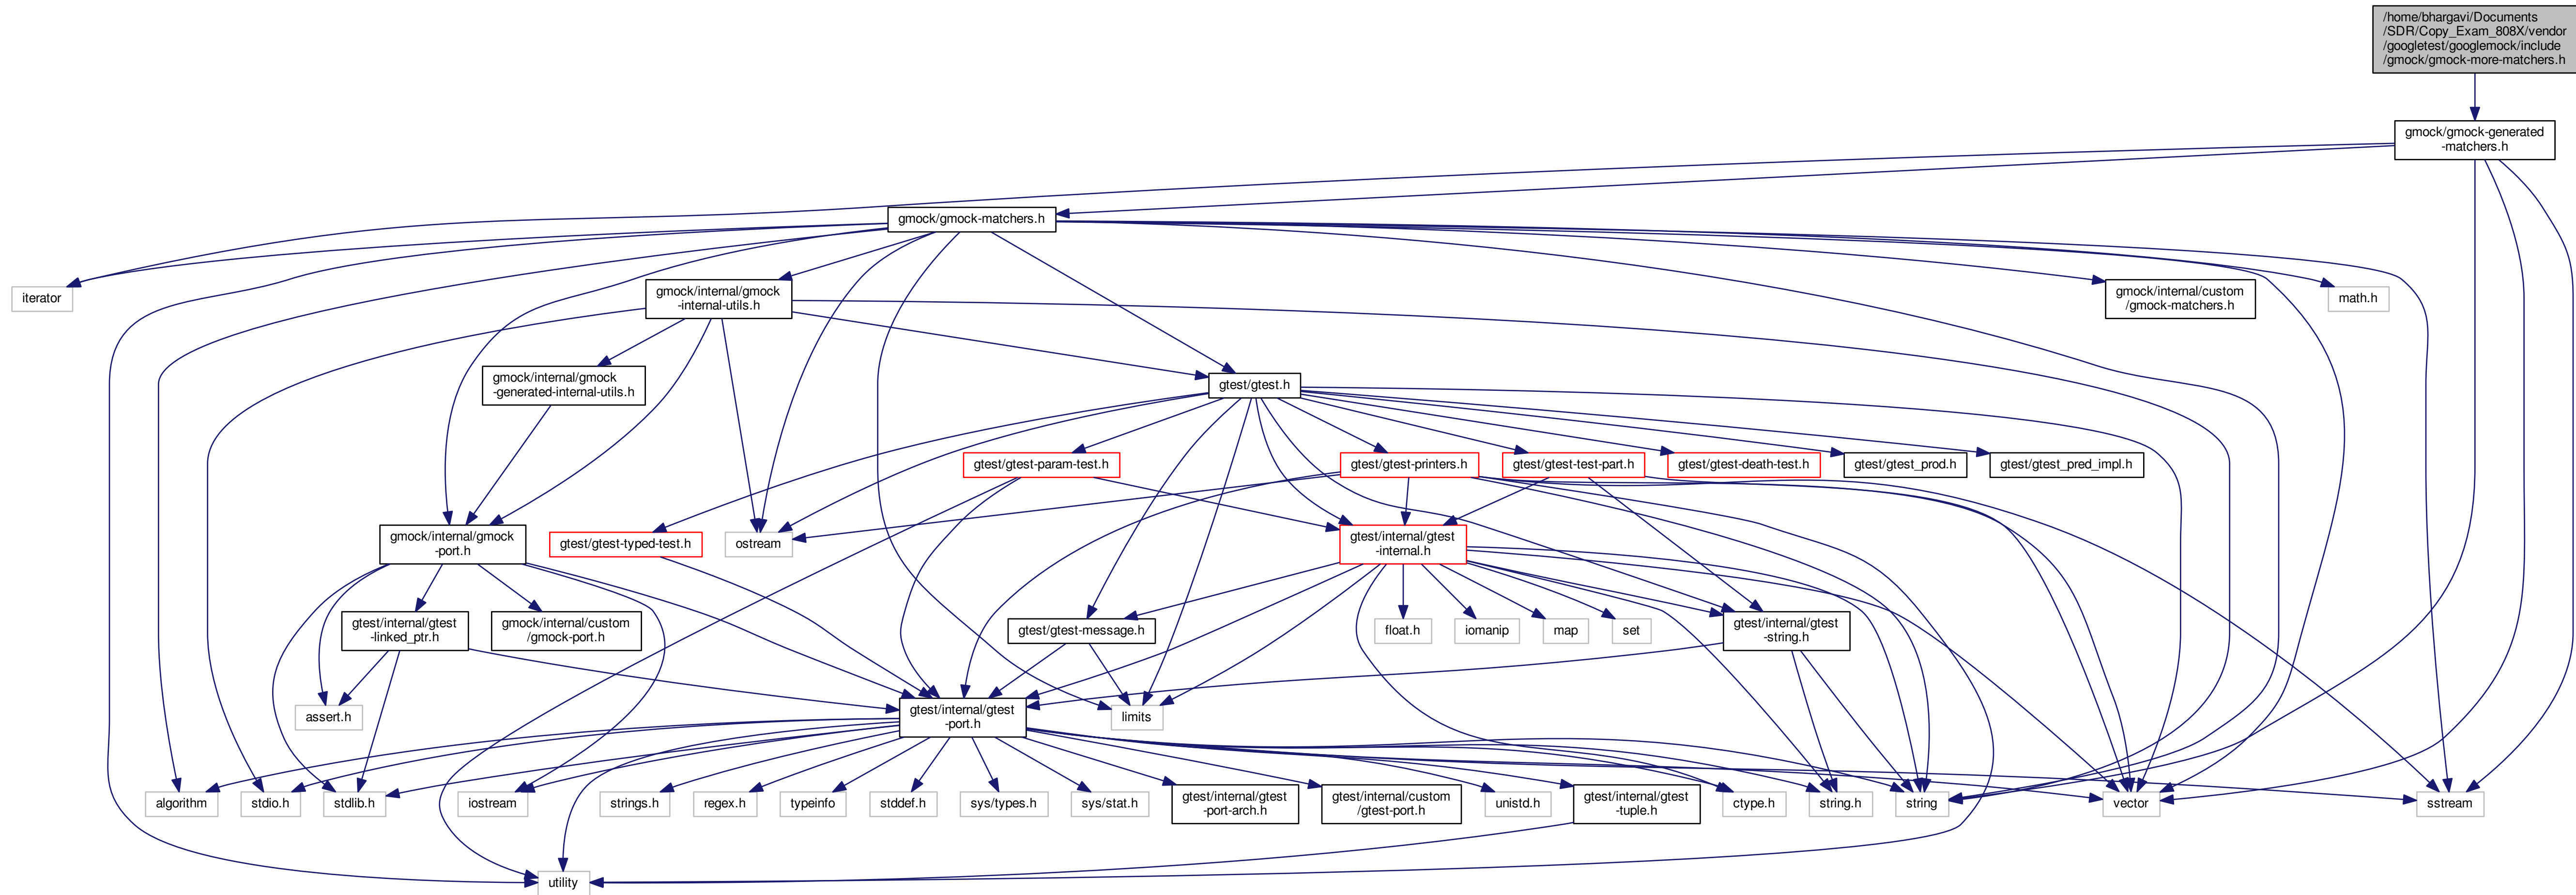 /home/bhargavi/Documents
/SDR/Copy_Exam_808X/vendor
/googletest/googlemock/include
/gmock/gmock-more-matchers.h
gmock/gmock-generated
-matchers.h
gmock/gmock-matchers.h
iterator
gmock/internal/gmock
-internal-utils.h
gmock/internal/custom
/gmock-matchers.h
math.h
gmock/internal/gmock
-generated-internal-utils.h
gtest/gtest.h
gtest/gtest-param-test.h
gtest/gtest-printers.h
gtest/gtest-test-part.h
gtest/gtest-death-test.h
gtest/gtest_prod.h
gtest/gtest_pred_impl.h
gmock/internal/gmock
-port.h
gtest/gtest-typed-test.h
ostream
gtest/internal/gtest
-internal.h
gtest/internal/gtest
-linked_ptr.h
gmock/internal/custom
/gmock-port.h
gtest/gtest-message.h
float.h
iomanip
map
set
gtest/internal/gtest
-string.h
assert.h
gtest/internal/gtest
-port.h
limits
algorithm
stdio.h
stdlib.h
iostream
strings.h
regex.h
typeinfo
stddef.h
sys/types.h
sys/stat.h
gtest/internal/gtest
-port-arch.h
gtest/internal/custom
/gtest-port.h
unistd.h
gtest/internal/gtest
-tuple.h
ctype.h
string.h
string
vector
sstream
utility